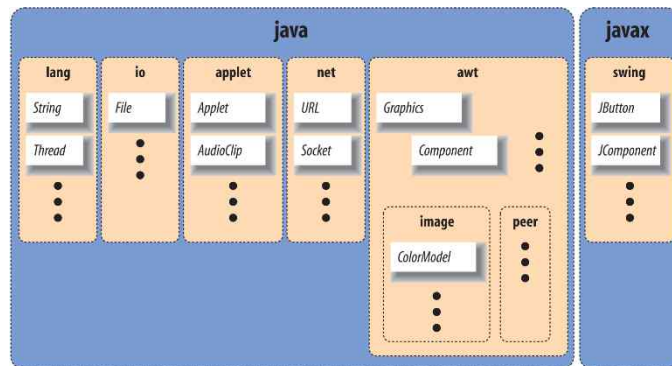 java
javax
lang
io
applet
net
awt
swing
String
File
Applet
URL
Graphics
JButton
Thread
AudioClip
Socket
Component
JComponent
image
peer
ColorModel